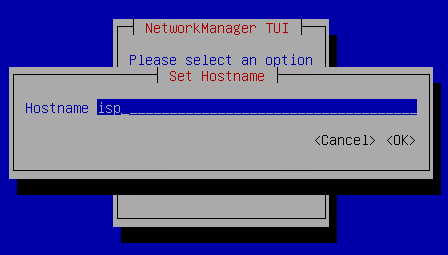 NetworkManager TUI
Please select an option
Set Hostname
Hostname isp
<Cancel> <OK>